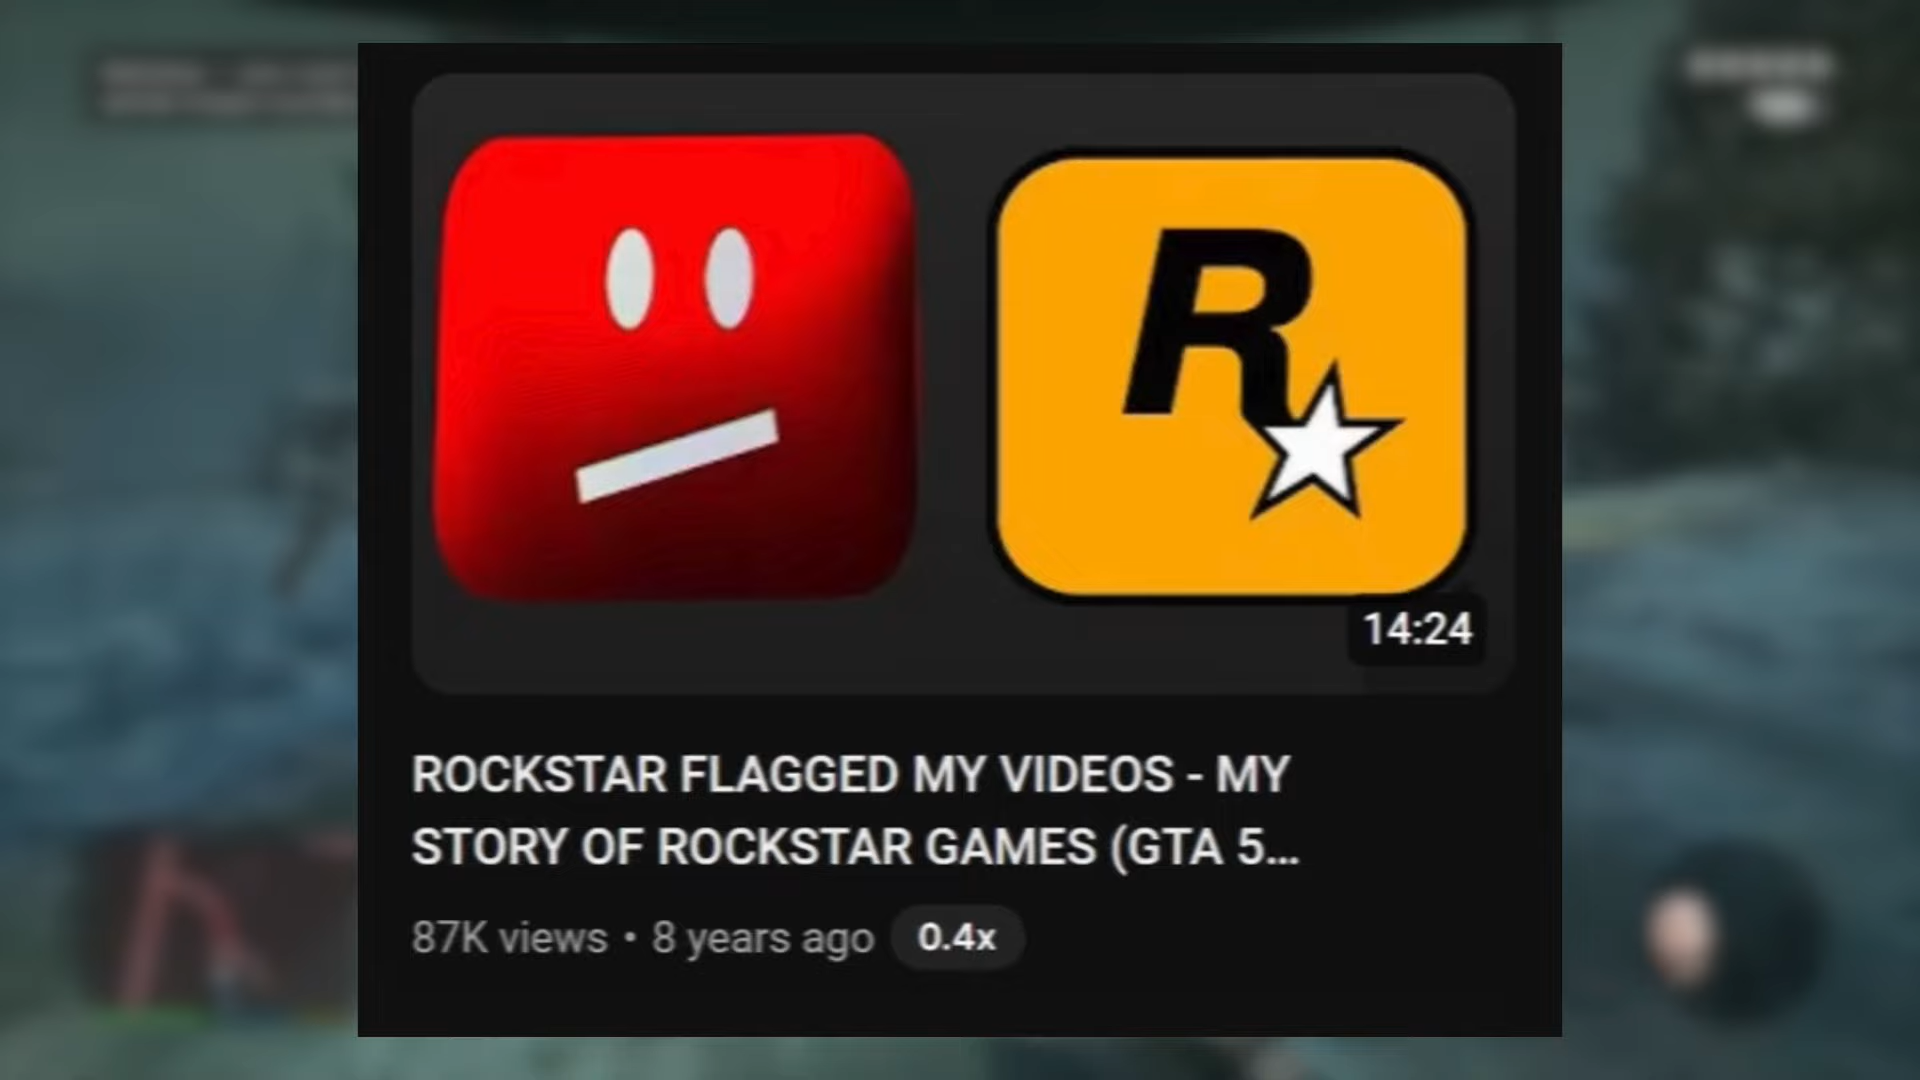 R
14:24
ROCKSTAR FLAGGED MY VIDEOS - MY
STORY OF ROCKSTAR GAMES (GTA 5...
87K views • 8 years ago 0.4x